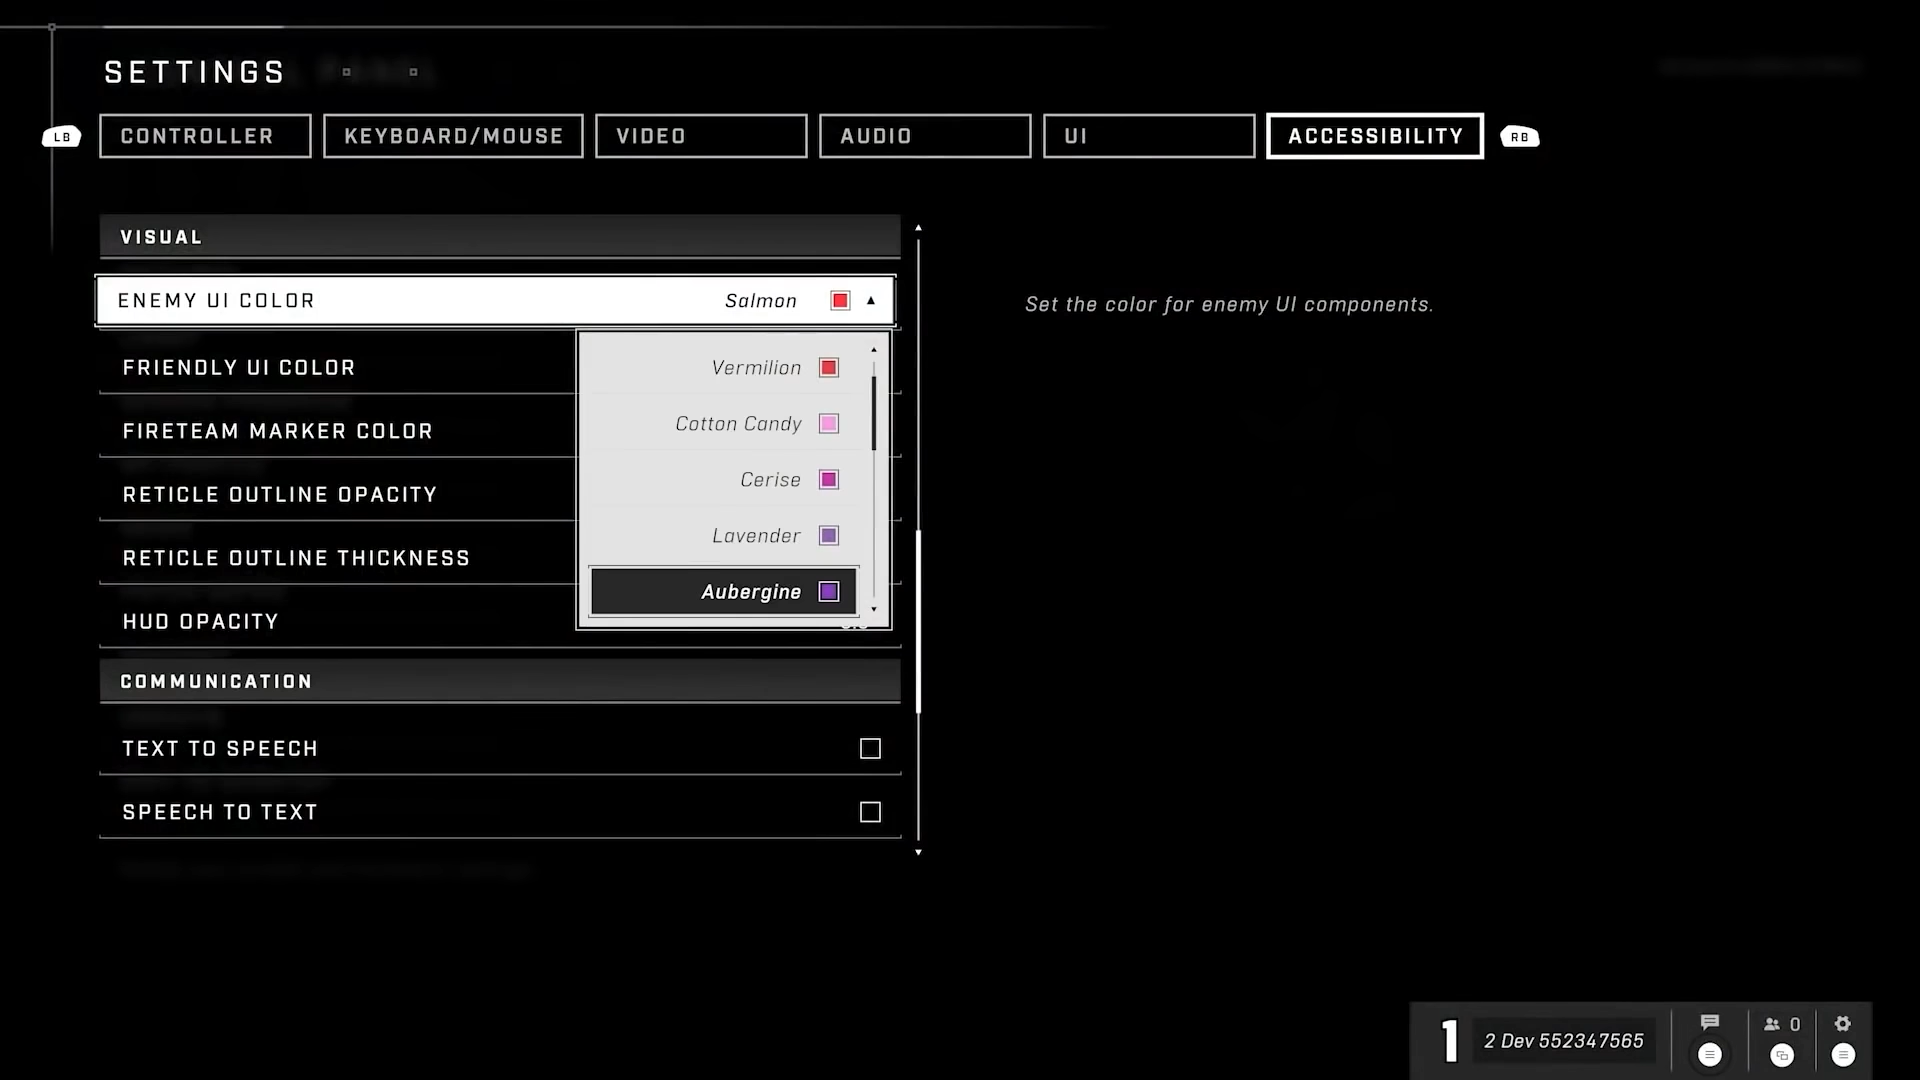 SETTINGS
LB
CONTROLLER
KEYBOARD/MOUSE
VIDEO
AUDIO
UI
ACCESSIBILITY
RB
VISUAL
ENEMY UI COLOR
Salmon
Set the color for enemy UI components.
FRIENDLY UI COLOR
Vermilion
Cotton Candy
FIRETEAM MARKER COLOR
Cerise
RETICLE OUTLINE OPACITY
Lavender
RETICLE OUTLINE THICKNESS
Aubergine
HUD OPACITY
COMMUNICATION
TEXT TO SPEECH
SPEECH TO TEXT
1
2 Dev 552347565
0